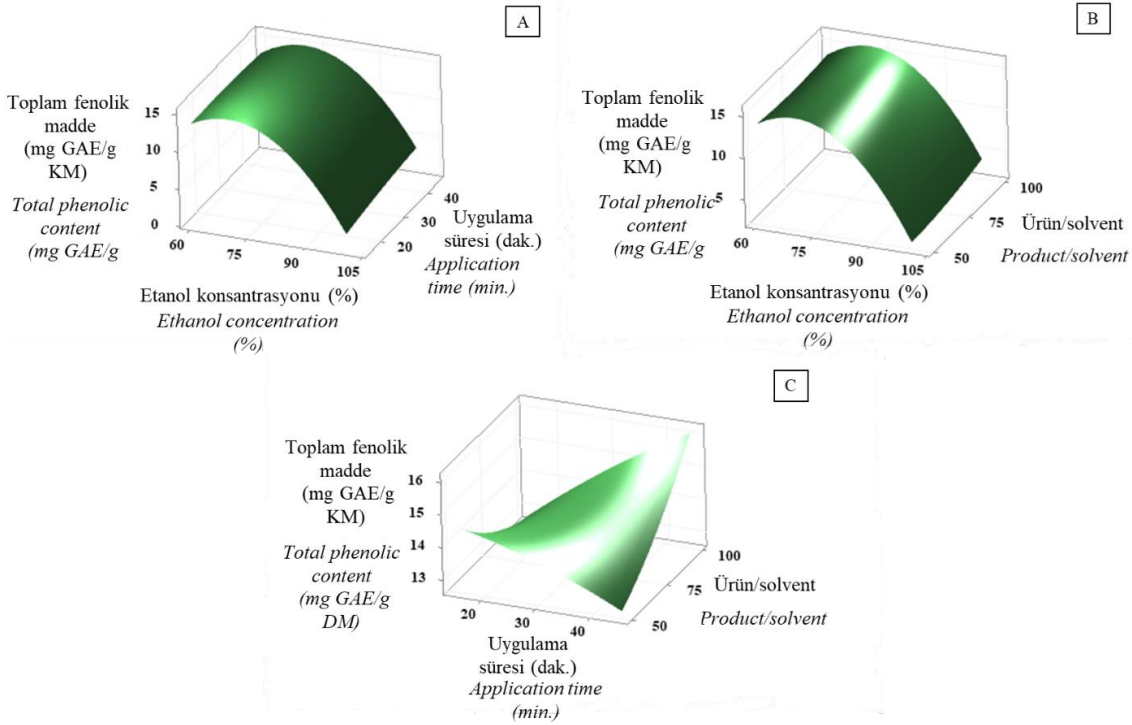 A
Toplam fenolik
madde
(mg GAE/g
KM)
Total phenolic
content
(mg GAE/g
15
10
5
0
60
75
90
105
20
30
40
Etanol konsantrasyonu (%)
Ethanol concentration
(%)
Uygulama
süresi (dak.)
Application
time (min.)
B
Toplam fenolik
madde
(mg GAE/g
KM)
Total phenolic
content
(mg GAE/g
15
10
5
60
75
90
105
50
75
100
Etanol konsantrasyonu (%)
Ethanol concentration
(%)
Ürün/solvent
Product/solvent
C
Toplam fenolik
madde
(mg GAE/g
KM)
Total phenolic
content
(mg GAE/g
DM)
16
15
14
13
20
30
40
50
75
100
Uygulama
süresi (dak.)
Application time
(min.)
Ürün/solvent
Product/solvent